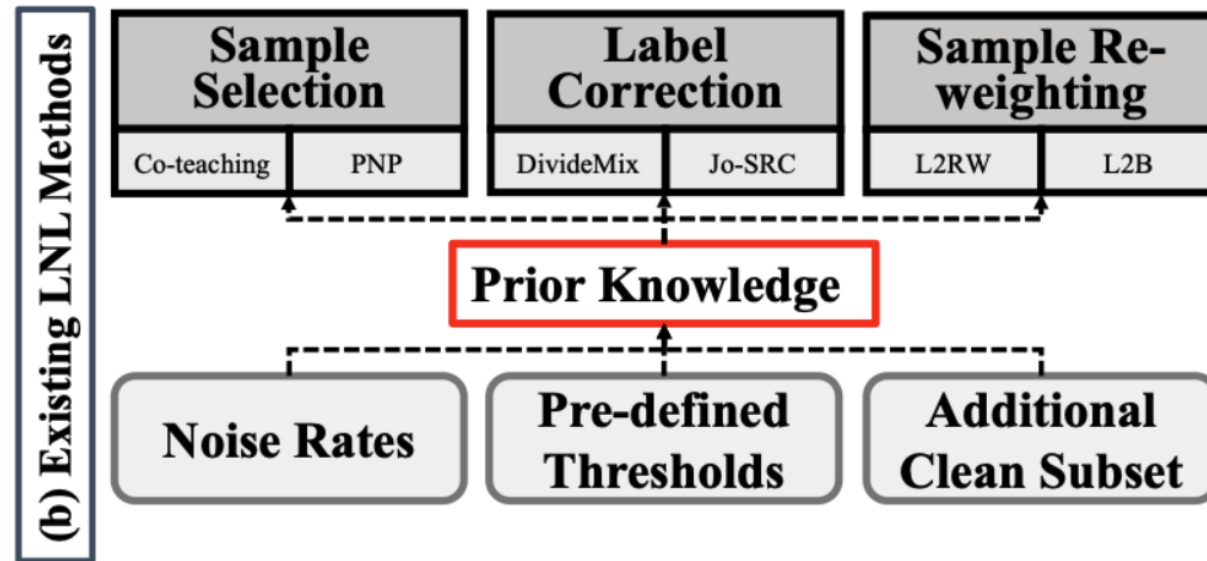 (b) Existing LNL Methods
Sample
Selection
Co-teaching
PNP
Label
Correction
DivideMix
Jo-SRC
Sample Re-
weighting
L2RW
L2B
Prior Knowledge
Noise Rates
Pre-defined
Thresholds
Additional
Clean Subset